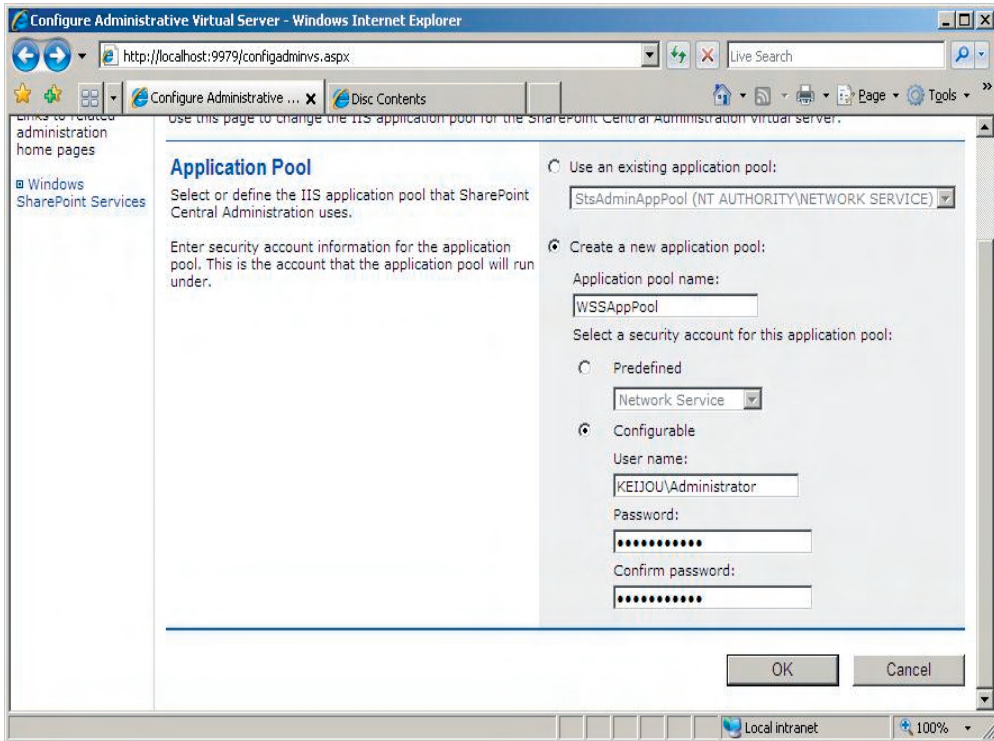 Configure Administrative Virtual Server - Windows Internet Explorer
http://localhost:9979/configadminvs.aspx
Live Search
Configure Administrative ...
Disc Contents
Page
Tools
Links to related
administration
home pages
Windows
SharePoint Services
Use this page to change the IIS application pool for the SharePoint Central Administration virtual server.
Application Pool
Select or define the IIS application pool that SharePoint
Central Administration uses.
Enter security account information for the application
pool. This is the account that the application pool will run
under.
Use an existing application pool:
StsAdminAppPool (NT AUTHORITY\NETWORK SERVICE)
Create a new application pool:
Application pool name:
WSSAppPool
Select a security account for this application pool:
Predefined
Network Service
Configurable
User name:
KEIJOU\Administrator
Password:
•••••••••••
Confirm password:
•••••••••••
OK
Cancel
Local intranet
100%